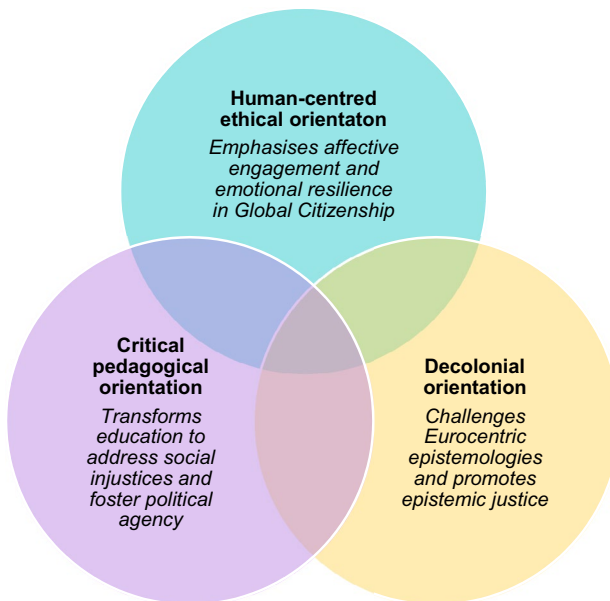 Human-centred
ethical orientaton
Emphasises affective
engagement and
emotional resilience
in Global Citizenship
Critical
pedagogical
orientation
Transforms
education to
address social
injustices and
foster political
agency
Decolonial
orientation
Challenges
Eurocentric
epistemologies
and promotes
epistemic justice